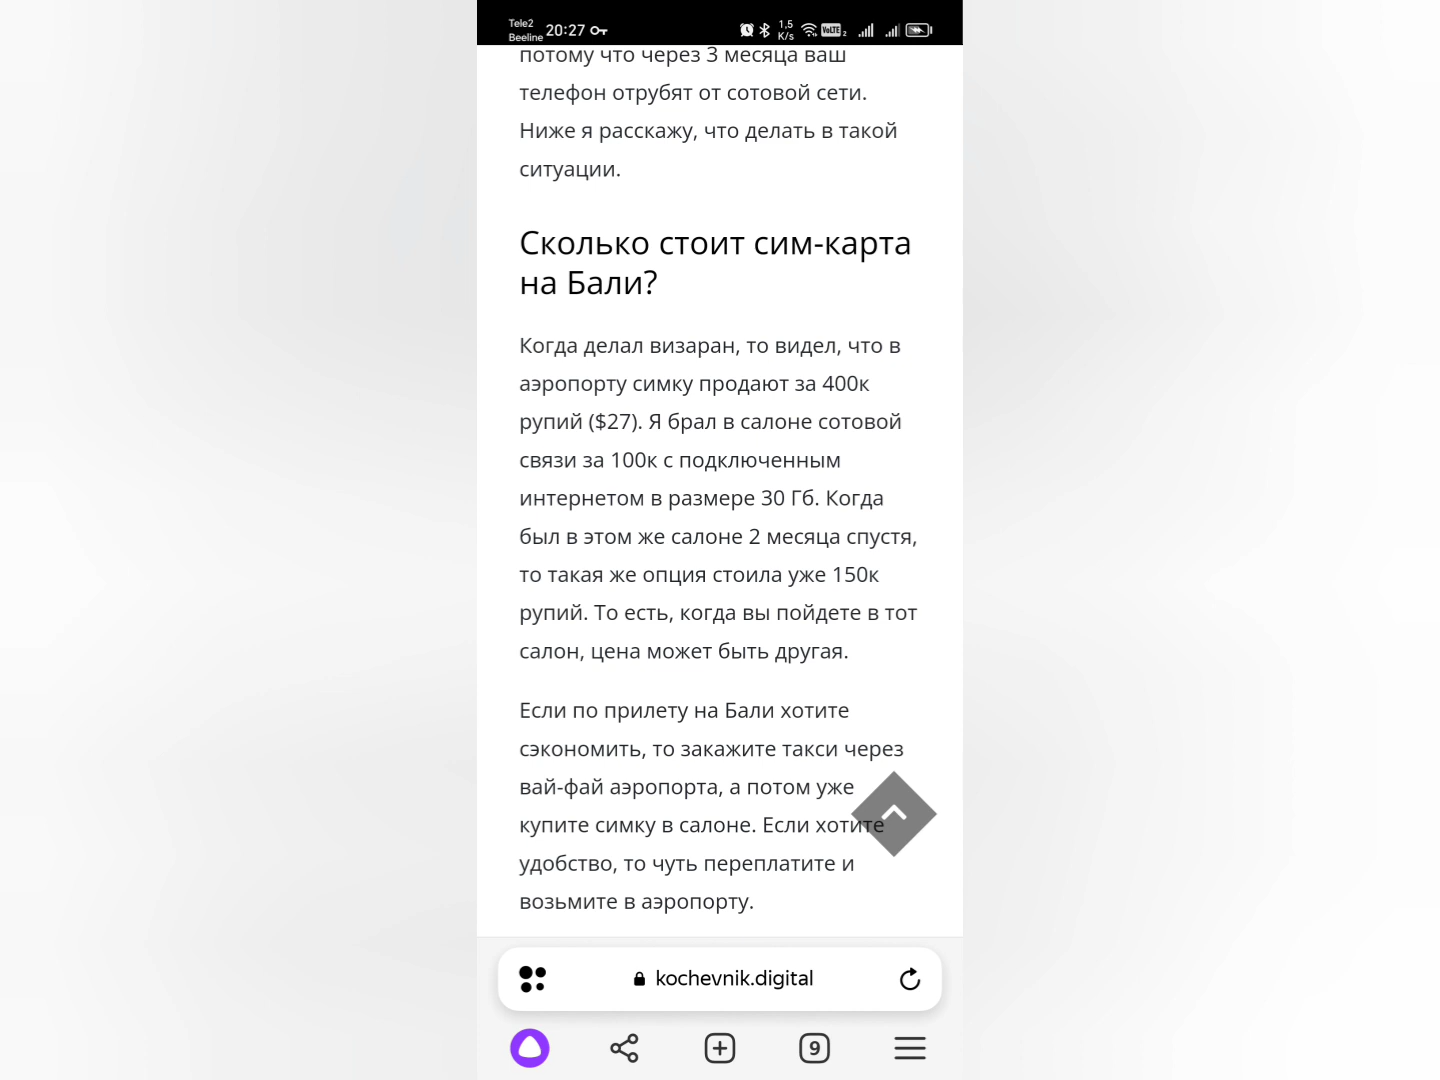 Tele2
Beeline
20:27
1,5
K/s
VoLTE 2
потому что через 3 месяца ваш
телефон отрубят от сотовой сети.
Ниже я расскажу, что делать в такой
ситуации.
Сколько стоит сим-карта
на Бали?
Когда делал визаран, то видел, что в
аэропорту симку продают за 400к
рупий ($27). Я брал в салоне сотовой
связи за 100к с подключенным
интернетом в размере 30 Гб. Когда
был в этом же салоне 2 месяца спустя,
то такая же опция стоила уже 150к
рупий. То есть, когда вы пойдете в тот
салон, цена может быть другая.
Если по прилету на Бали хотите
сэкономить, то закажите такси через
вай-фай аэропорта, а потом уже
купите симку в салоне. Если хотите
удобство, то чуть переплатите и
возьмите в аэропорту.
kochevnik.digital
9